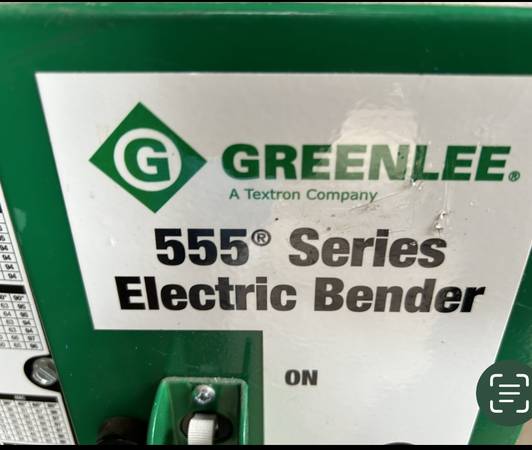 G GREENLEE®
A Textron Company
555® Series
Electric Bender
ON